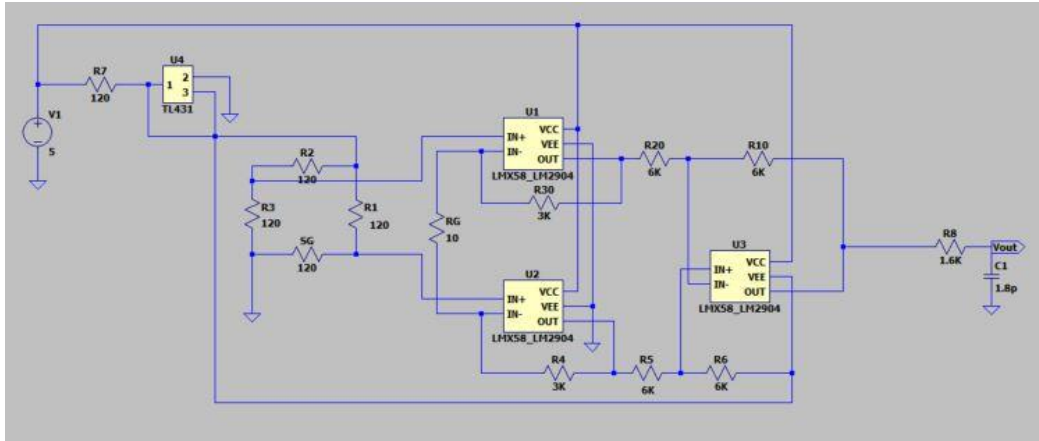 U4
R7
1
2
3
120
TL431
V1
5
U1
IN+
IN-
VCC
VEE
OUT
LMX58_LM2904
R20
6K
R10
6K
R2
120
R30
3K
R3
120
R1
120
RG
10
SG
120
U3
IN+
IN-
VCC
VEE
OUT
LMX58_LM2904
R8
1.6K
Vout
C1
1.8p
U2
IN+
IN-
VCC
VEE
OUT
LMX58_LM2904
R4
3K
R5
6K
R6
6K